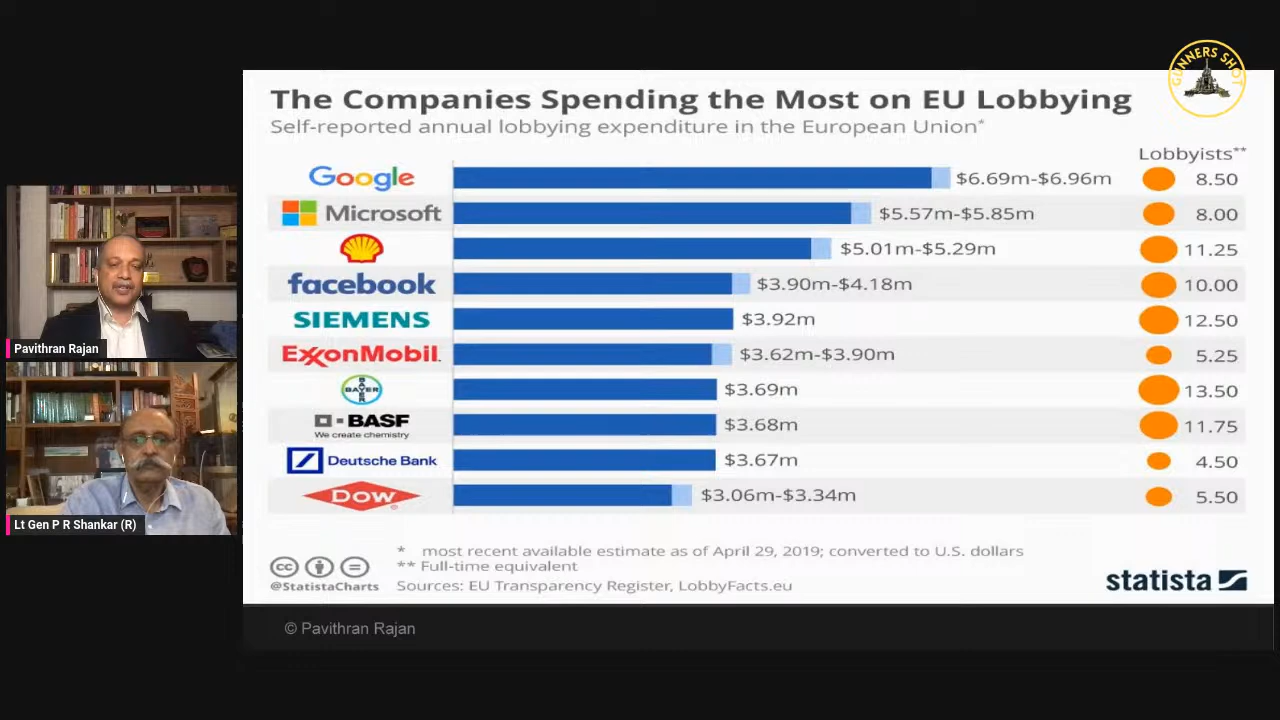 GUNNERS SHOT
The Companies Spending the Most on EU Lobbying
Self-reported annual lobbying expenditure in the European Union*
Lobbyists**
Google $6.69m-$6.96m 8.50
Microsoft $5.57m-$5.85m 8.00
$5.01m-$5.29m 11.25
facebook $3.90m-$4.18m 10.00
SIEMENS $3.92m 12.50
ExxonMobil. $3.62m-$3.90m 5.25
BAYER BAYER $3.69m 13.50
BASF $3.68m 11.75
We create chemistry
Deutsche Bank $3.67m 4.50
DOW® $3.06m-$3.34m 5.50
* most recent available estimate as of April 29, 2019; converted to U.S. dollars
** Full-time equivalent
cc
@StatistaCharts Sources: EU Transparency Register, LobbyFacts.eu
statista
© Pavithran Rajan
Pavithran Rajan
Lt Gen P R Shankar (R)